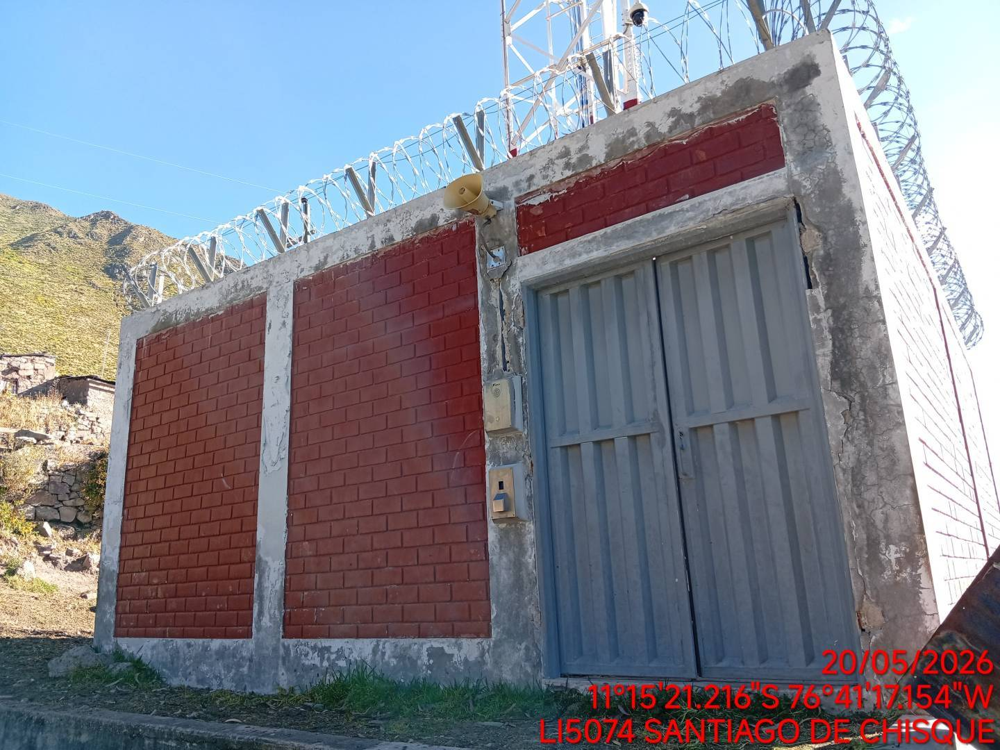 20/05/2026
11°15'21.216"S 76°41'17.154"W
LI5074 SANTIAGO DE CHISQUE